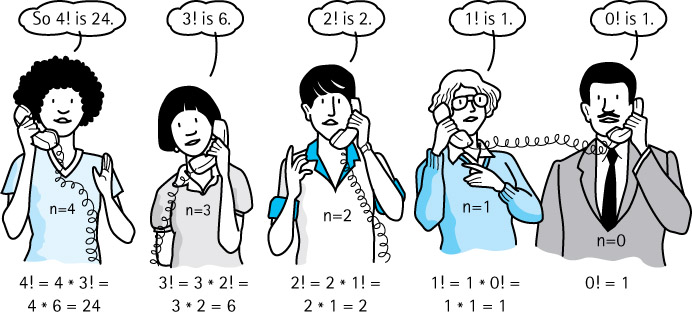 So 4! is 24.
3! is 6.
2! is 2.
1! is 1.
0! is 1.
n=4
n=3
n=2
n=1
n=0
4! = 4 * 3! =
4 * 6 = 24
3! = 3 * 2! =
3 * 2 = 6
2! = 2 * 1! =
2 * 1 = 2
1! = 1 * 0! =
1 * 1 = 1
0! = 1